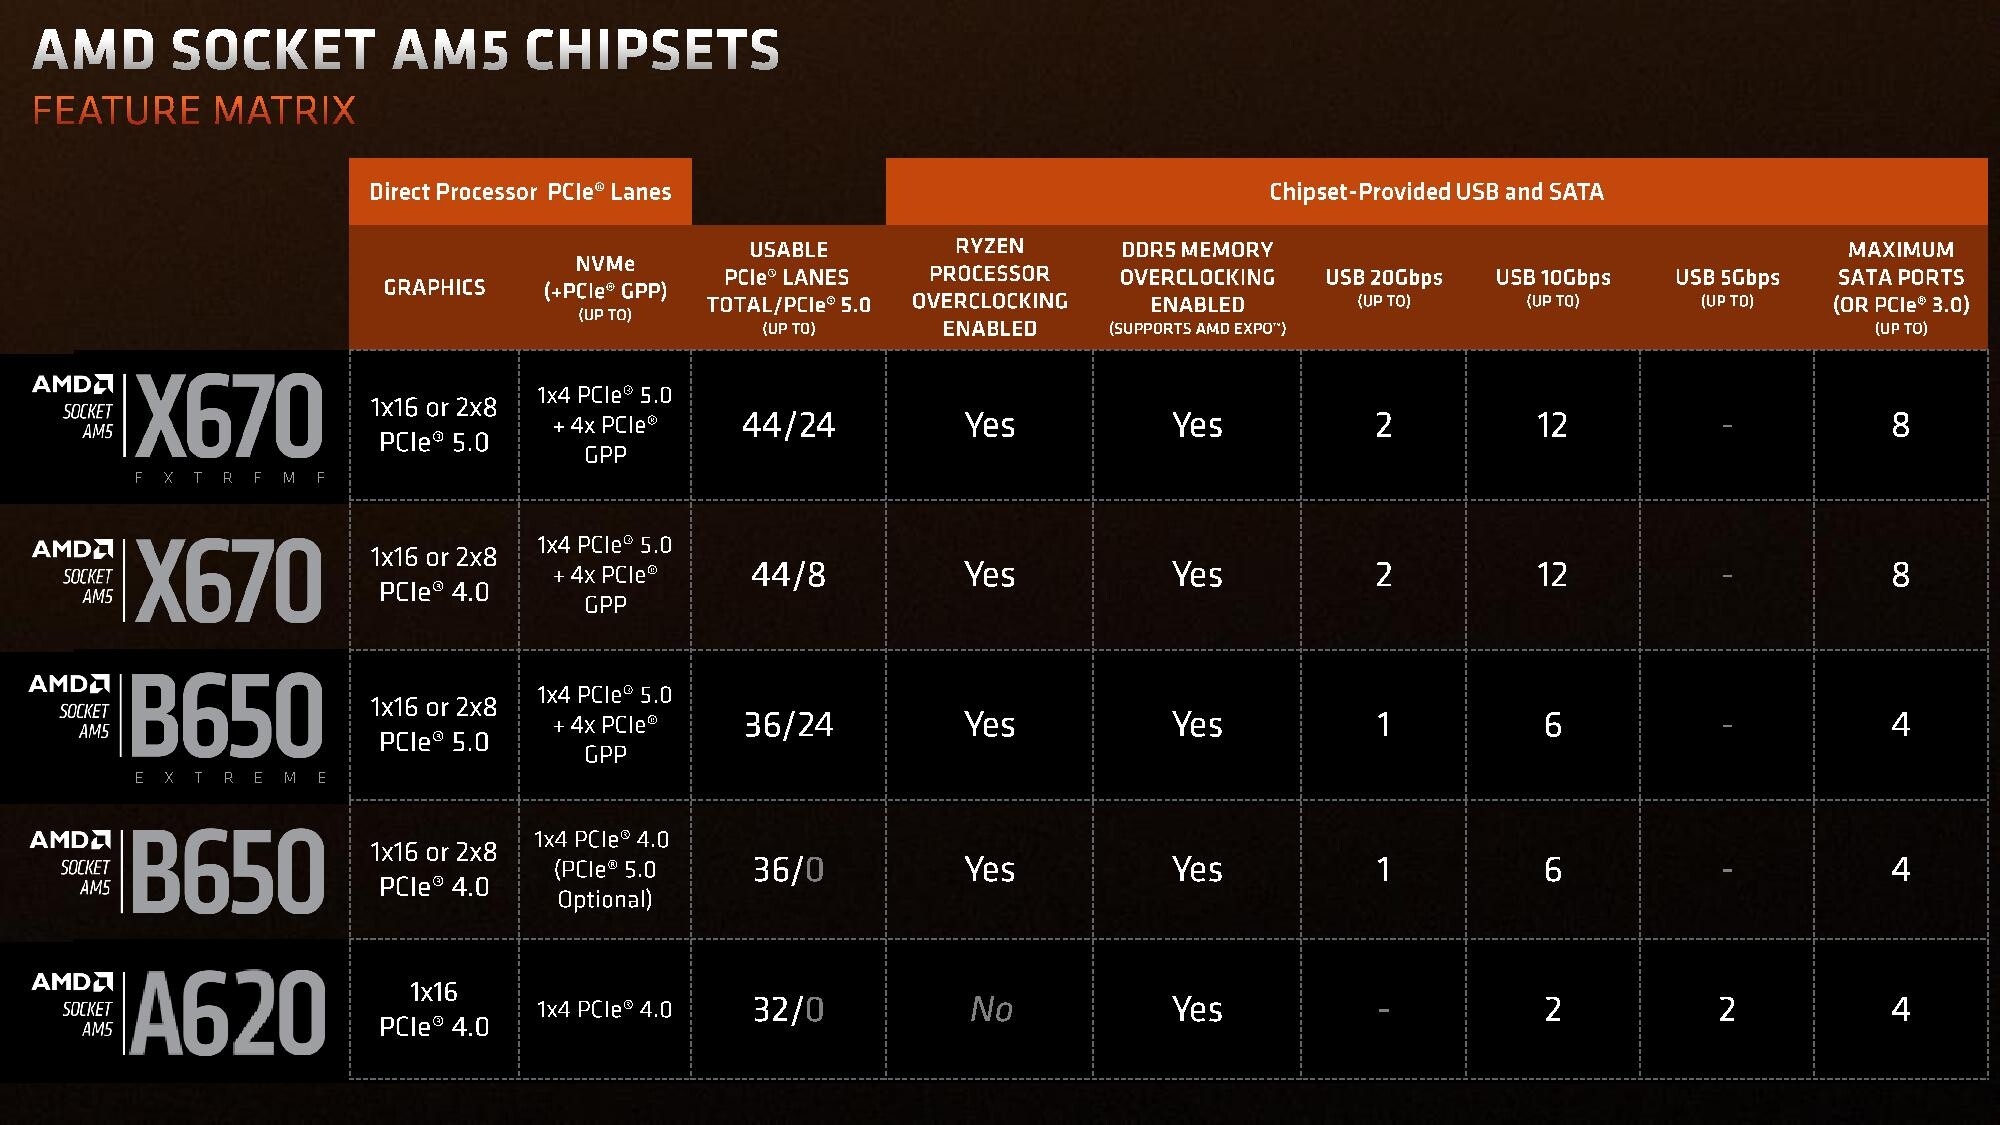 AMD SOCKET AM5 CHIPSETS
FEATURE MATRIX
Direct Processor PCIe® Lanes
Chipset-Provided USB and SATA
GRAPHICS
NVMe
(+PCIe® GPP)
(UP TO)
USABLE
PCIe® LANES
TOTAL/PCIe® 5.0
(UP TO)
RYZEN
PROCESSOR
OVERCLOCKING
ENABLED
DDR5 MEMORY
OVERCLOCKING
ENABLED
(SUPPORTS AMD EXPO™)
USB 20Gbps
(UP TO)
USB 10Gbps
(UP TO)
USB 5Gbps
(UP TO)
MAXIMUM
SATA PORTS
(OR PCIe® 3.0)
(UP TO)
AMD
SOCKET
AM5
X670
EXTREME
1x16 or 2x8
PCIe® 5.0
1x4 PCIe® 5.0
+ 4x PCIe®
GPP
44/24
Yes
Yes
2
12
-
8
AMD
SOCKET
AM5
X670
1x16 or 2x8
PCIe® 4.0
1x4 PCIe® 5.0
+ 4x PCIe®
GPP
44/8
Yes
Yes
2
12
-
8
AMD
SOCKET
AM5
B650
EXTREME
1x16 or 2x8
PCIe® 5.0
1x4 PCIe® 5.0
+ 4x PCIe®
GPP
36/24
Yes
Yes
1
6
-
4
AMD
SOCKET
AM5
B650
1x16 or 2x8
PCIe® 4.0
1x4 PCIe® 4.0
(PCIe® 5.0
Optional)
36/0
Yes
Yes
1
6
-
4
AMD
SOCKET
AM5
A620
1x16
PCIe® 4.0
1x4 PCIe® 4.0
32/0
No
Yes
-
2
2
4